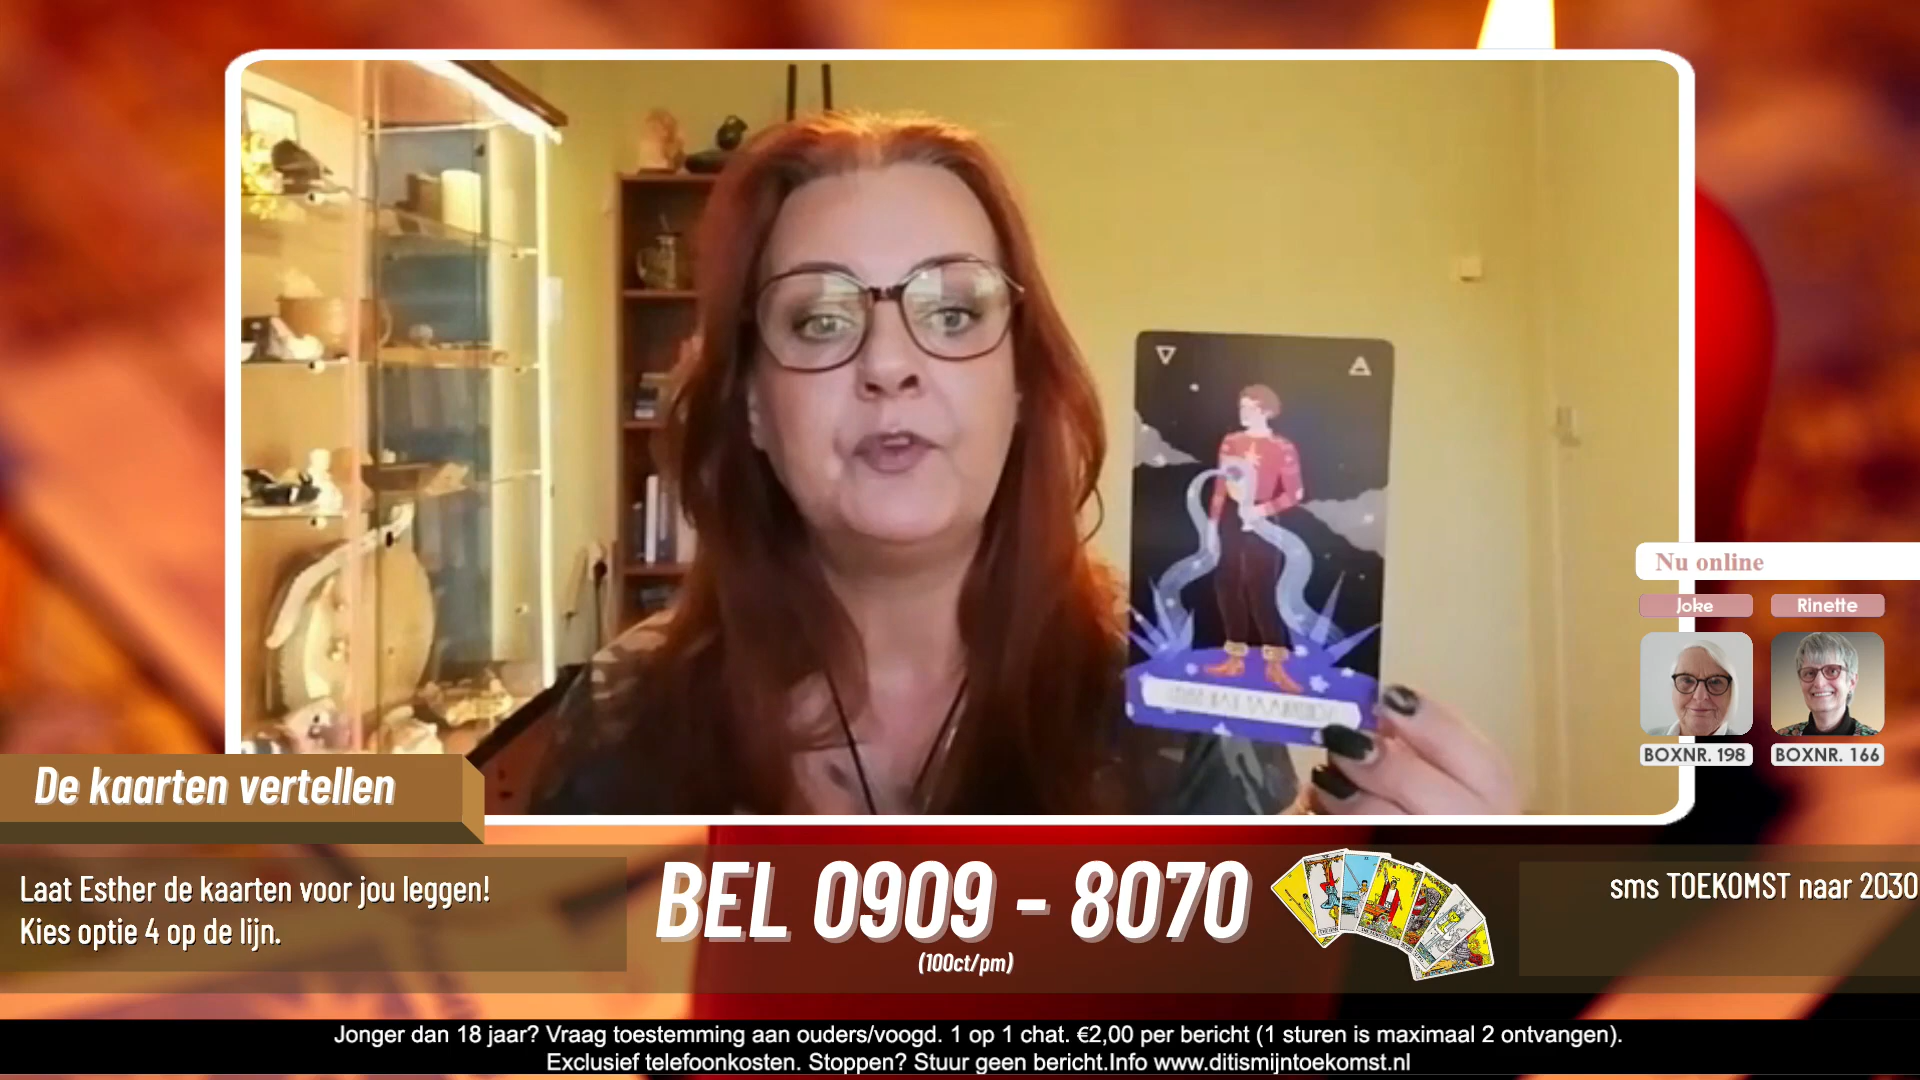 Nu online
Joke
Rinette
BOXNR. 198
BOXNR. 166
De kaarten vertellen
Laat Esther de kaarten voor jou leggen!
Kies optie 4 op de lijn.
BEL 0909 - 8070
(100ct/pm)
sms TOEKOMST naar 2030
Jonger dan 18 jaar? Vraag toestemming aan ouders/voogd. 1 op 1 chat. €2,00 per bericht (1 sturen is maximaal 2 ontvangen).
Exclusief telefoonkosten. Stoppen? Stuur geen bericht.Info www.ditismijntoekomst.nl